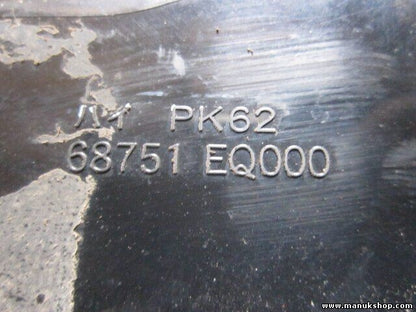 ハイ PK62
68751 EQ000
www.manukshop.com